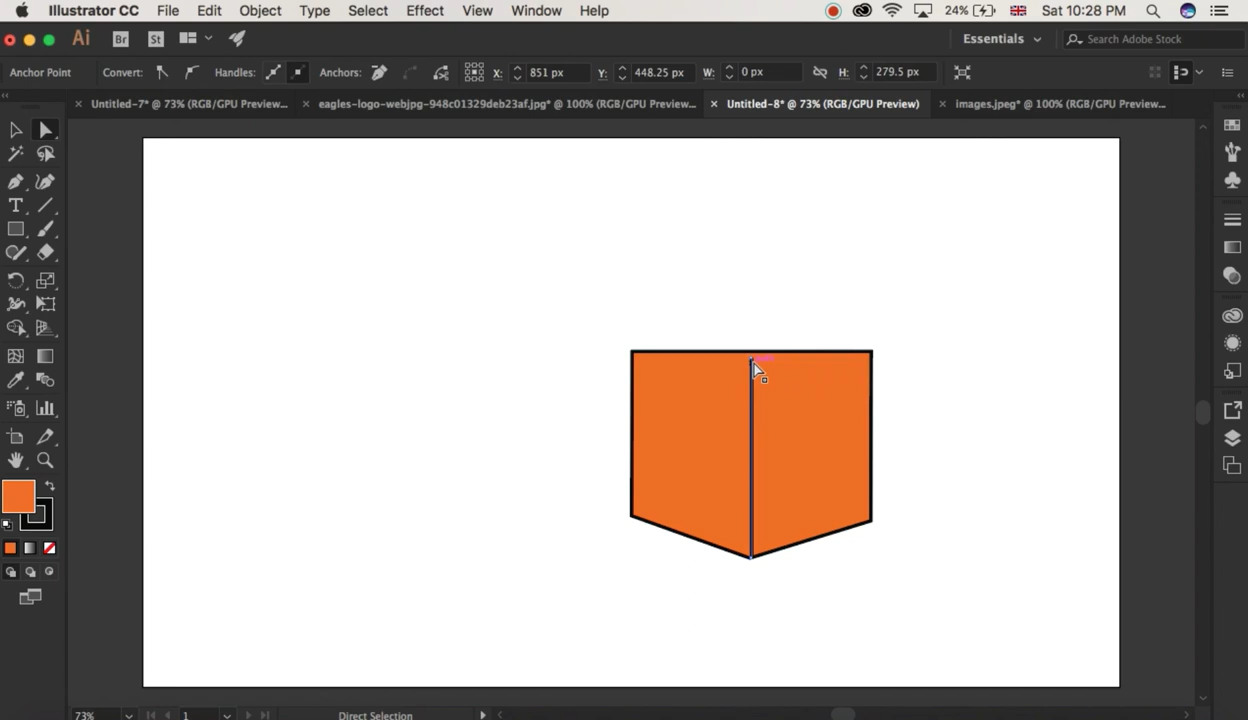 Illustrator CC File Edit Object Type Select Effect View Window Help 24% Sat 10:28 PM
Ai Br St Essentials Search Adobe Stock
Anchor Point Convert: Handles: Anchors: X: 851 px Y: 448.25 px W: 0 px H: 279.5 px
× Untitled-7* @ 73% (RGB/GPU Preview... × eagles-logo-webjpg-948c01329deb23af.jpg* @ 100% (RGB/GPU Preview... × Untitled-8* @ 73% (RGB/GPU Preview) × images.jpeg* @ 100% (RGB/GPU Preview...
T
73% 1 Direct Selection